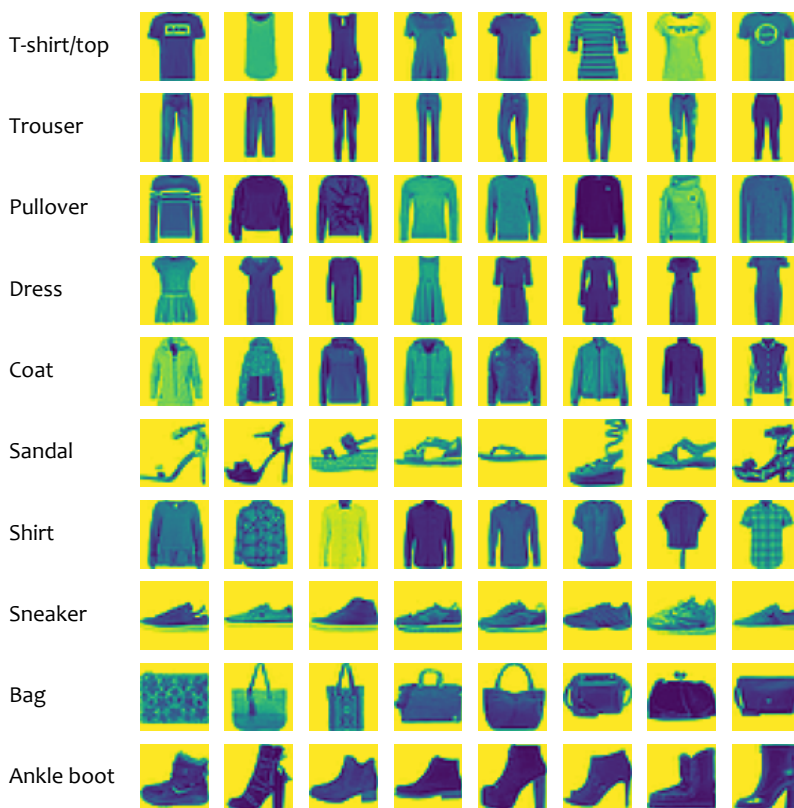 T-shirt/top
Trouser
Pullover
Dress
Coat
Sandal
Shirt
Sneaker
Bag
Ankle boot